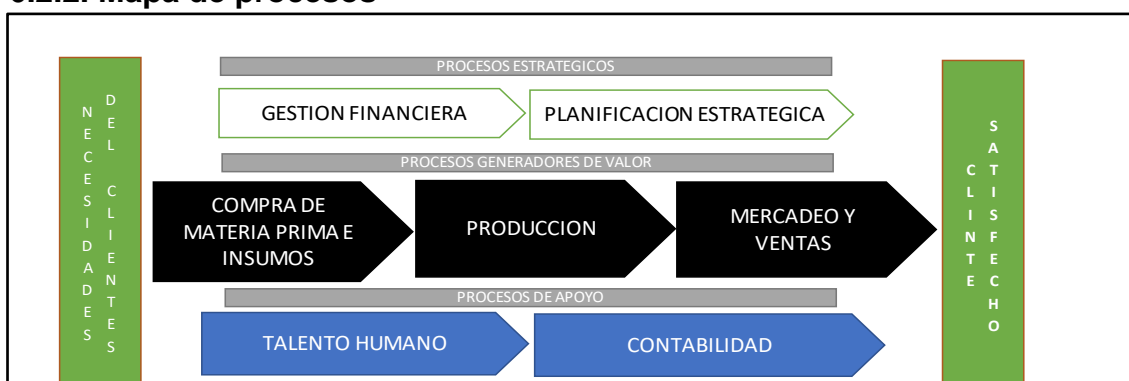 Mapa de procesos
NECESIDADES
DEL CLIENTES
PROCESOS ESTRATEGICOS
GESTION FINANCIERA
PLANIFICACION ESTRATEGICA
PROCESOS GENERADORES DE VALOR
COMPRA DE
MATERIA PRIMA E
INSUMOS
PRODUCCION
MERCADEO Y
VENTAS
PROCESOS DE APOYO
TALENTO HUMANO
CONTABILIDAD
CLINTE
SATISFECHO